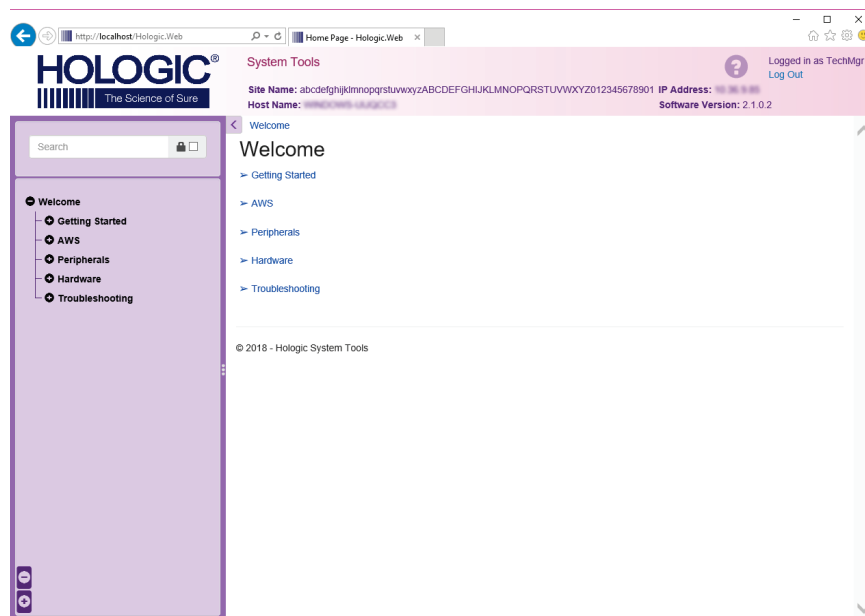 http://localhost/Hologic.Web
Home Page - Hologic.Web
HOLOGIC®
The Science of Sure
System Tools
Logged in as TechMgr
Log Out
Site Name: abcdefghijklmnopqrstuvwxyzABCDEFGHIJKLMNOPQRSTUVWXYZ012345678901 IP Address:
Host Name:
Software Version: 2.1.0.2
Search
Welcome
Getting Started
AWS
Peripherals
Hardware
Troubleshooting
Welcome
Welcome
➢ Getting Started
➢ AWS
➢ Peripherals
➢ Hardware
➢ Troubleshooting
© 2018 - Hologic System Tools